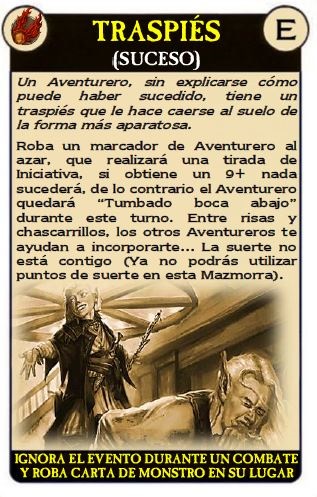 TRASPIÉS
E
(SUCESO)
Un Aventurero, sin explicarse cómo
puede haber sucedido, tiene un
traspiés que le hace caerse al suelo de
la forma más aparatosa.
Roba un marcador de Aventurero al
azar, que realizará una tirada de
Iniciativa, si obtiene un 9+ nada
sucederá, de lo contrario el Aventurero
quedará “Tumbado boca abajo”
durante este turno. Entre risas y
chascarrillos, los otros Aventureros te
ayudan a incorporarte... La suerte no
está contigo (Ya no podrás utilizar
puntos de suerte en esta Mazmorra).
IGNORA EL EVENTO DURANTE UN COMBATE
Y ROBA CARTA DE MONSTRO EN SU LUGAR